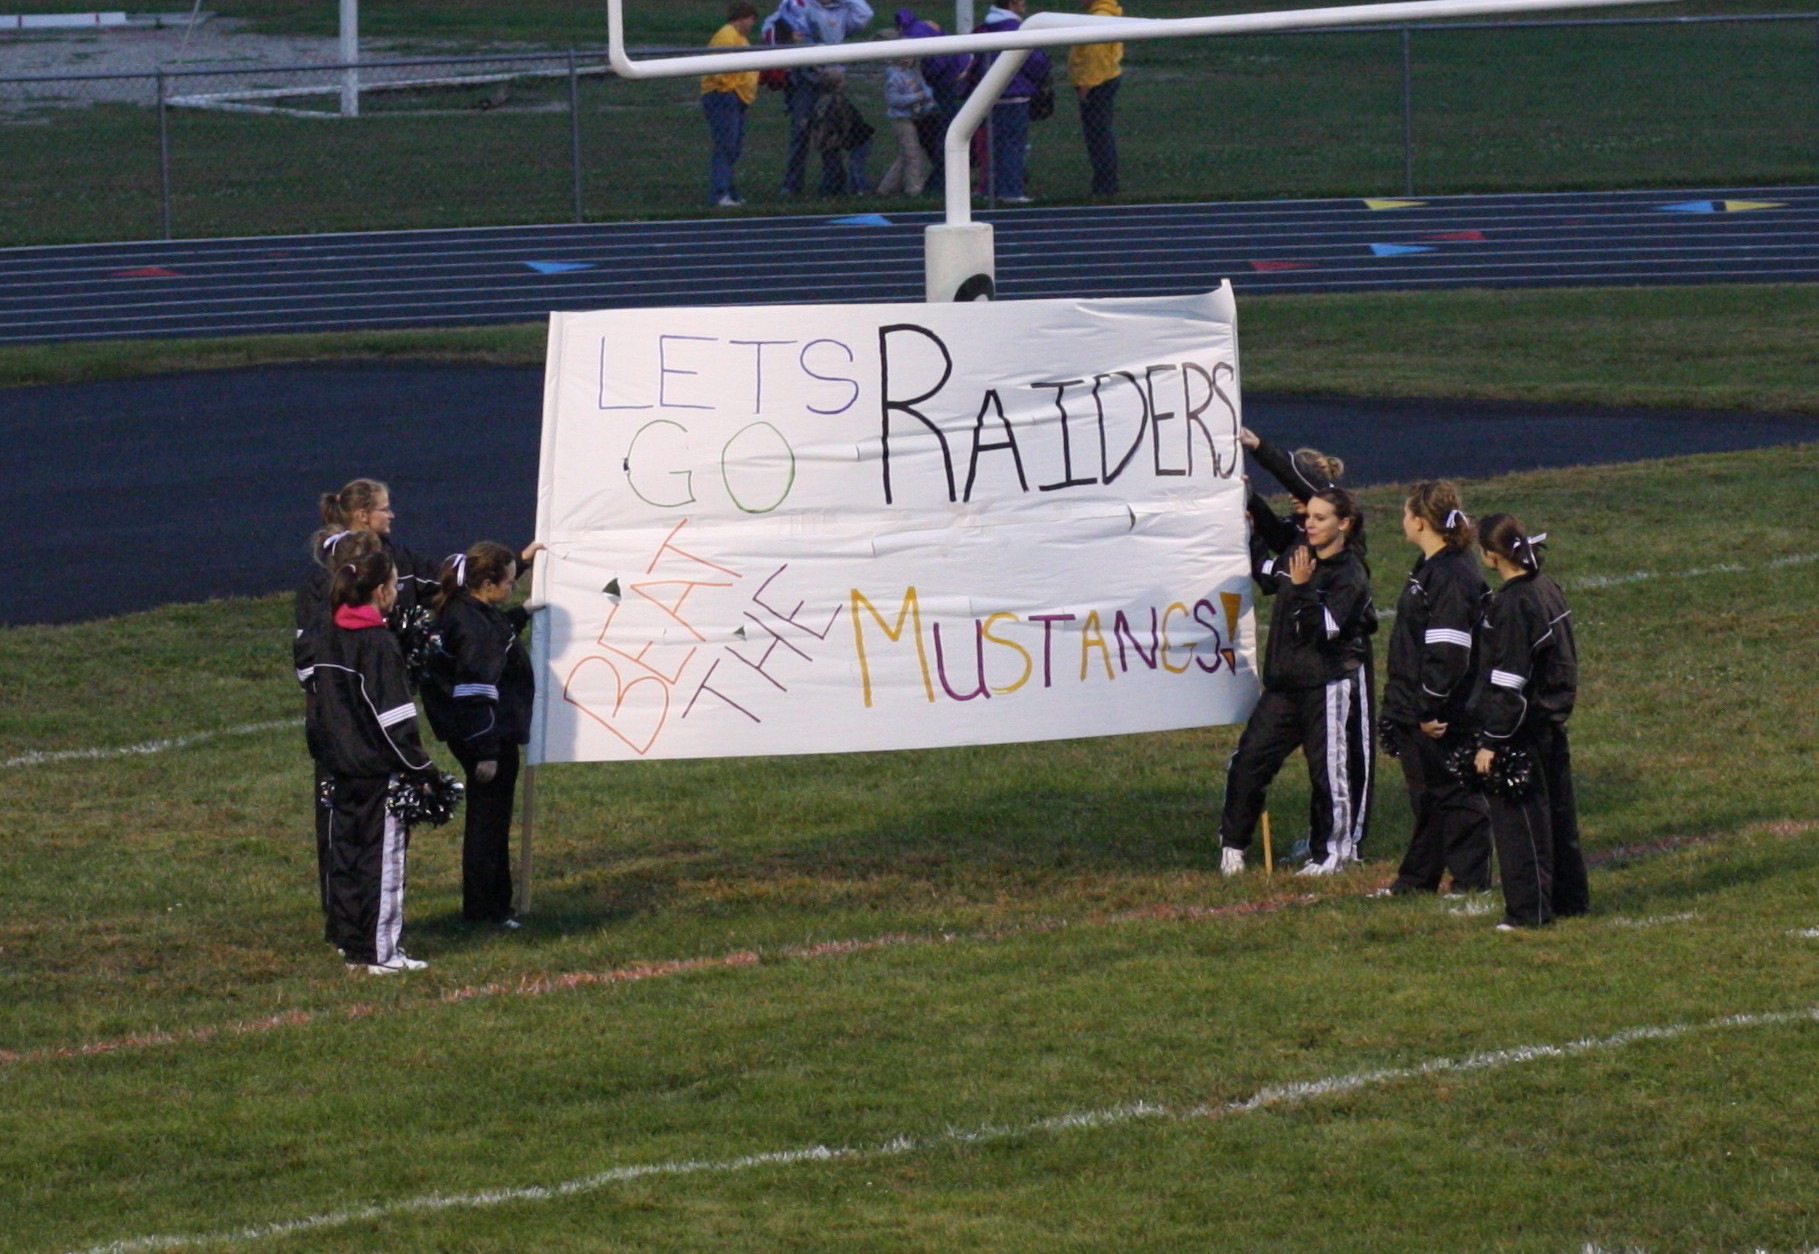 LETS
GO RAIDERS
BEAT
THE MUSTANGS!